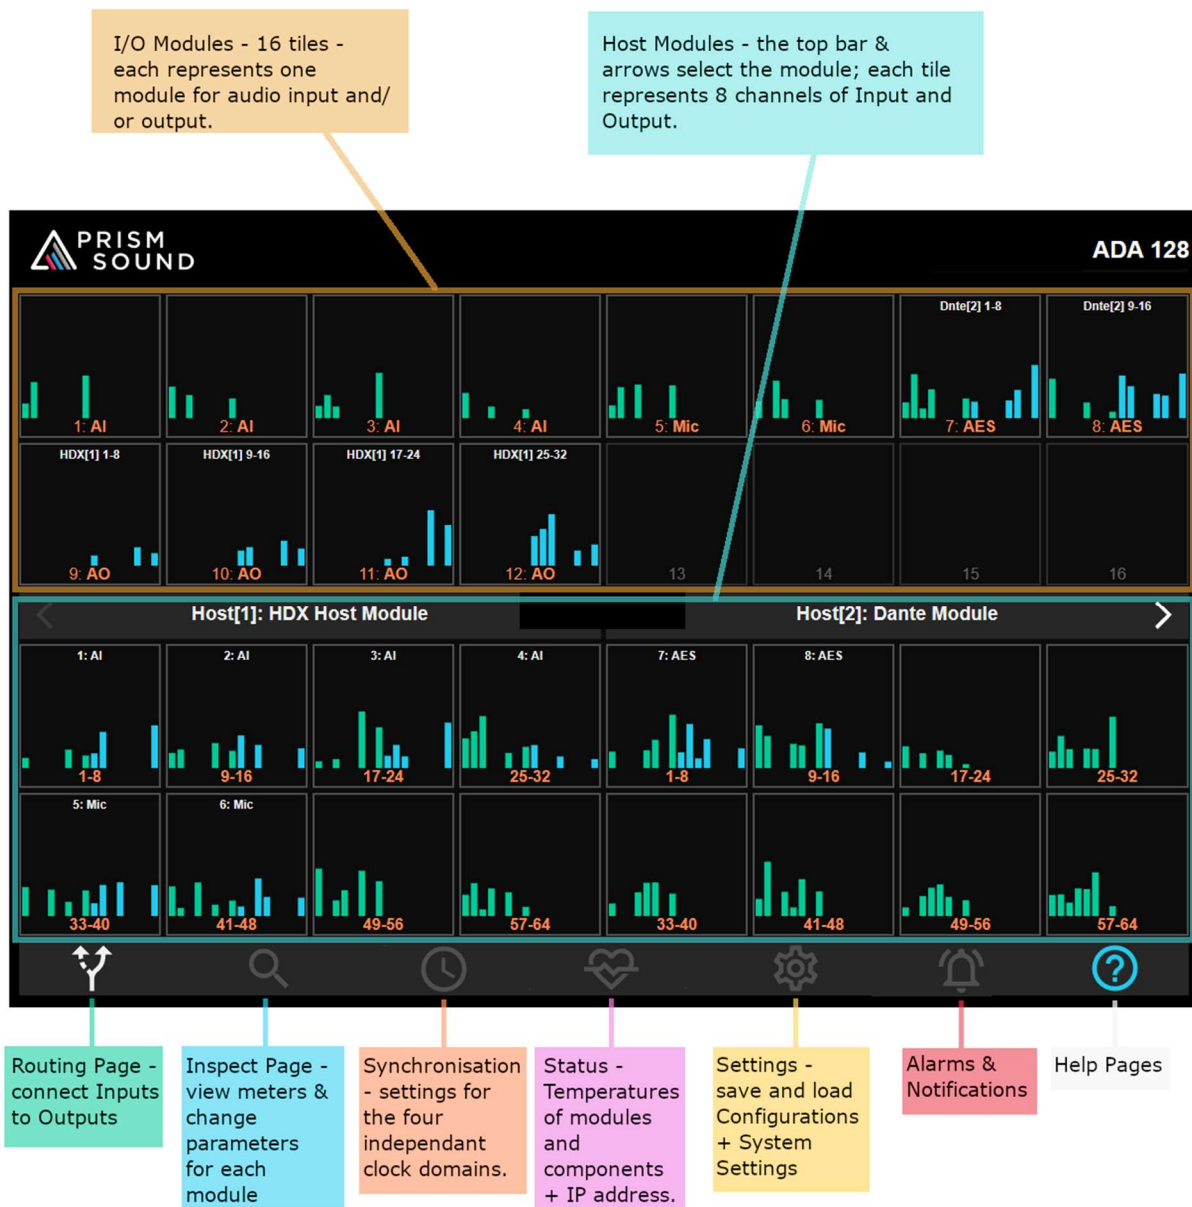 I/O Modules - 16 tiles -
each represents one
module for audio input and/
or output.
Host Modules - the top bar &
arrows select the module; each tile
represents 8 channels of Input and
Output.
PRISM
SOUND
ADA 128
Dnte[2] 1-8
Dnte[2] 9-16
1: AI
2: AI
3: AI
4: AI
5: Mic
6: Mic
7: AES
8: AES
HDX[1] 1-8
HDX[1] 9-16
HDX[1] 17-24
HDX[1] 25-32
9: AO
10: AO
11: AO
12: AO
13
14
15
16
Host[1]: HDX Host Module
Host[2]: Dante Module
1: AI
2: AI
3: AI
4: AI
7: AES
8: AES
1-8
9-16
17-24
25-32
1-8
9-16
17-24
25-32
5: Mic
6: Mic
33-40
41-48
49-56
57-64
33-40
41-48
49-56
57-64
Routing Page -
connect Inputs
to Outputs
Inspect Page -
view meters &
change
parameters
for each
module
Synchronisation
- settings for
the four
independant
clock domains.
Status -
Temperatures
of modules
and
components
+ IP address.
Settings -
save and load
Configurations
+ System
Settings
Alarms &
Notifications
Help Pages